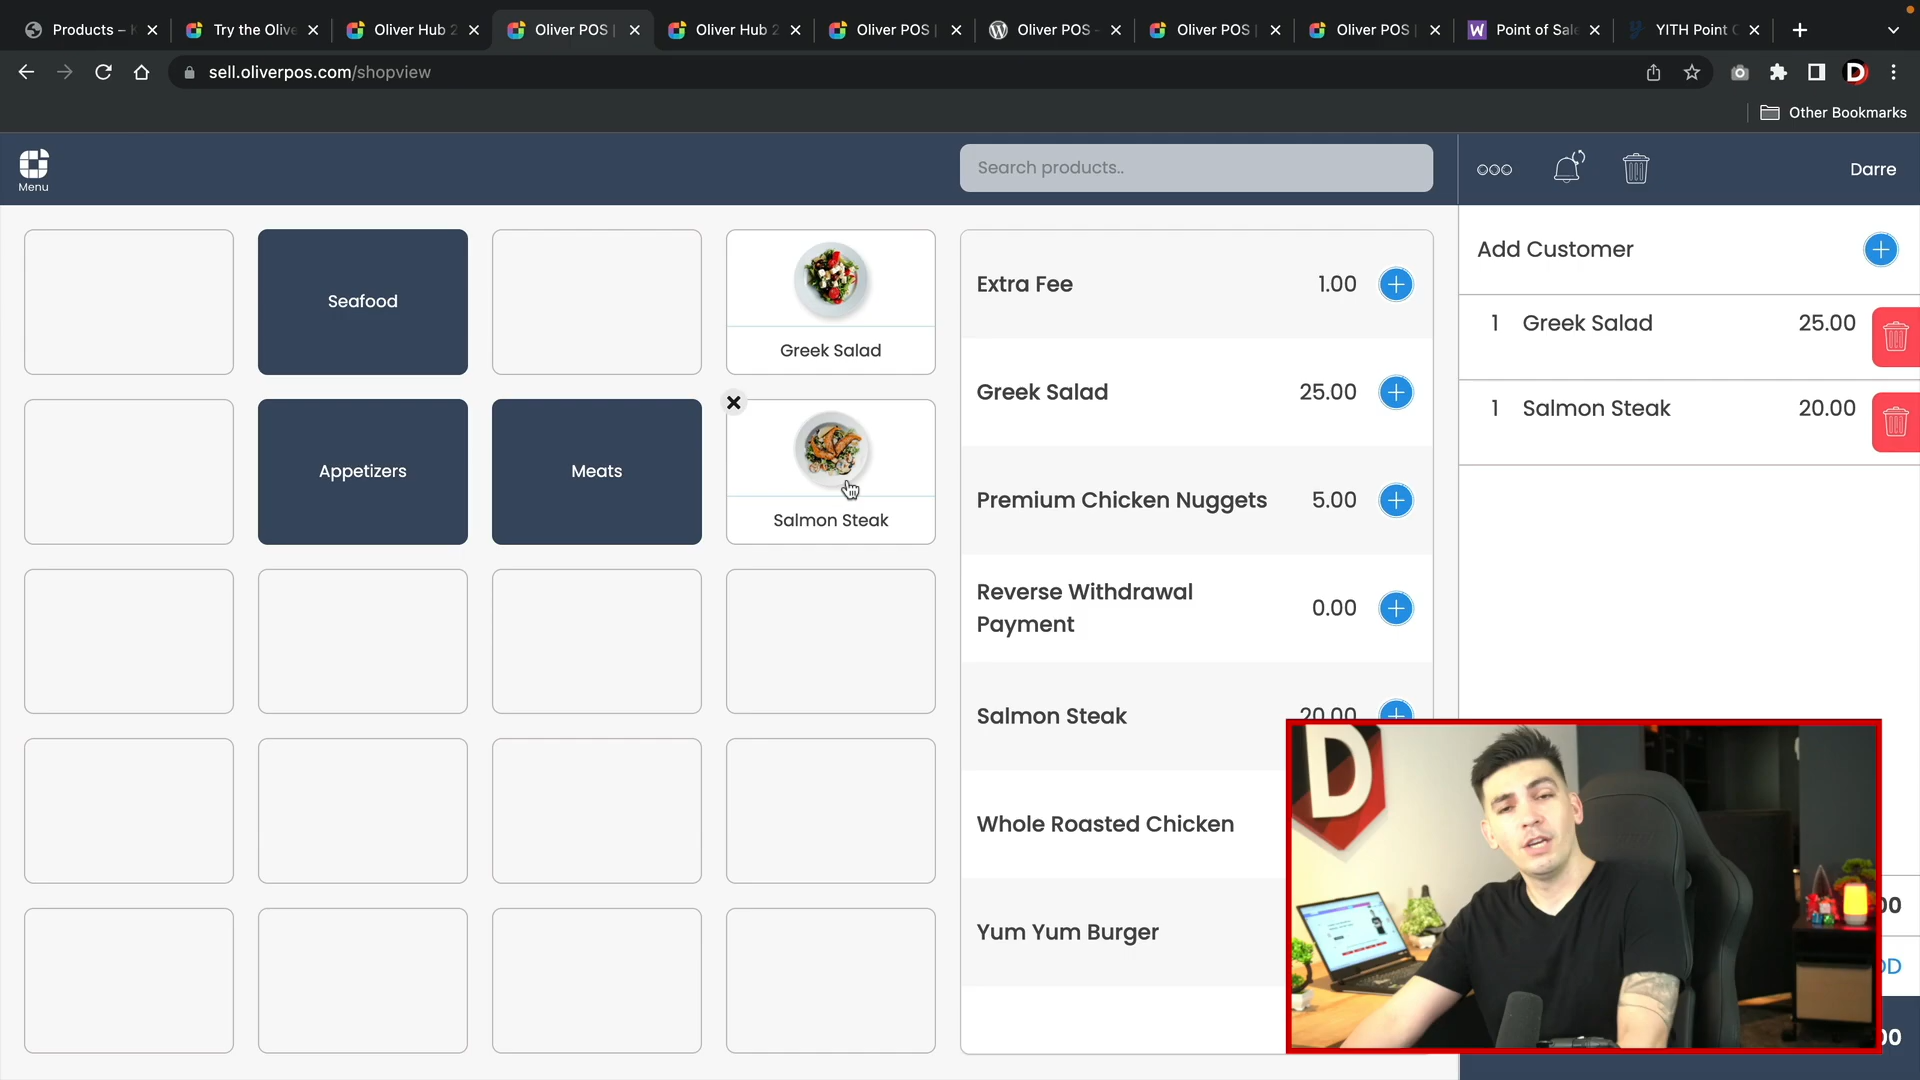 Products – K
Try the Olive
Oliver Hub 2
Oliver POS |
Oliver Hub 2
Oliver POS |
Oliver POS -
Oliver POS |
Oliver POS |
Point of Sale
YITH Point
sell.oliverpos.com/shopview
Other Bookmarks
Menu
Search products..
Darre
Seafood
Greek Salad
Appetizers
Meats
Salmon Steak
Extra Fee 1.00
Greek Salad 25.00
Premium Chicken Nuggets 5.00
Reverse Withdrawal
Payment 0.00
Salmon Steak 20.00
Whole Roasted Chicken
Yum Yum Burger
Add Customer
1 Greek Salad 25.00
1 Salmon Steak 20.00
D